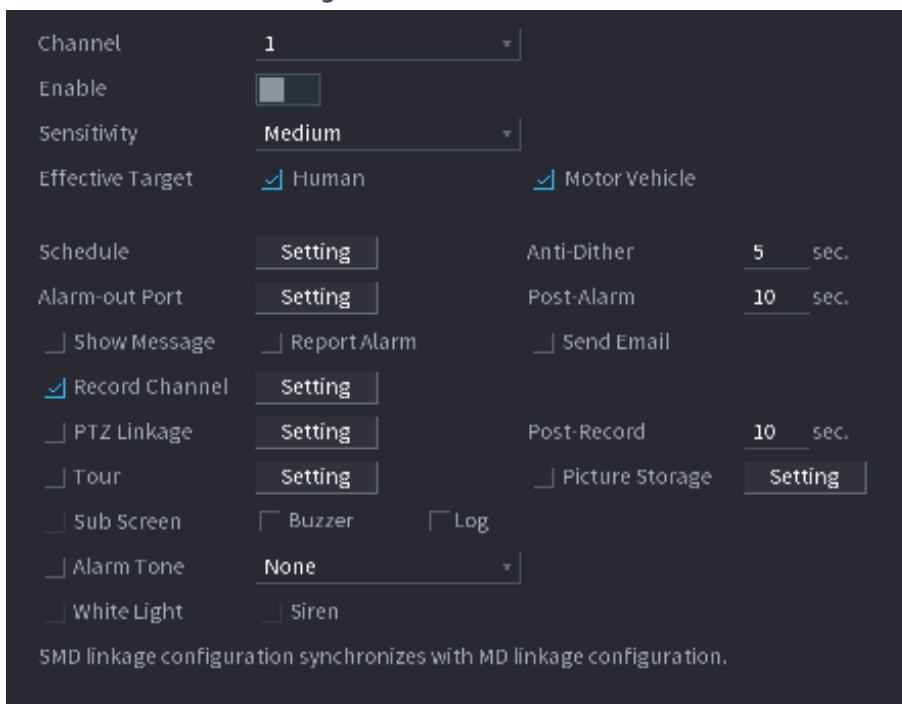 Channel 1
Enable
Sensitivity Medium
Effective Target Human Motor Vehicle
Schedule Setting Anti-Dither 5 sec.
Alarm-out Port Setting Post-Alarm 10 sec.
Show Message Report Alarm Send Email
Record Channel Setting
PTZ Linkage Setting Post-Record 10 sec.
Tour Setting Picture Storage Setting
Sub Screen Buzzer Log
Alarm Tone None
White Light Siren
SMD linkage configuration synchronizes with MD linkage configuration.